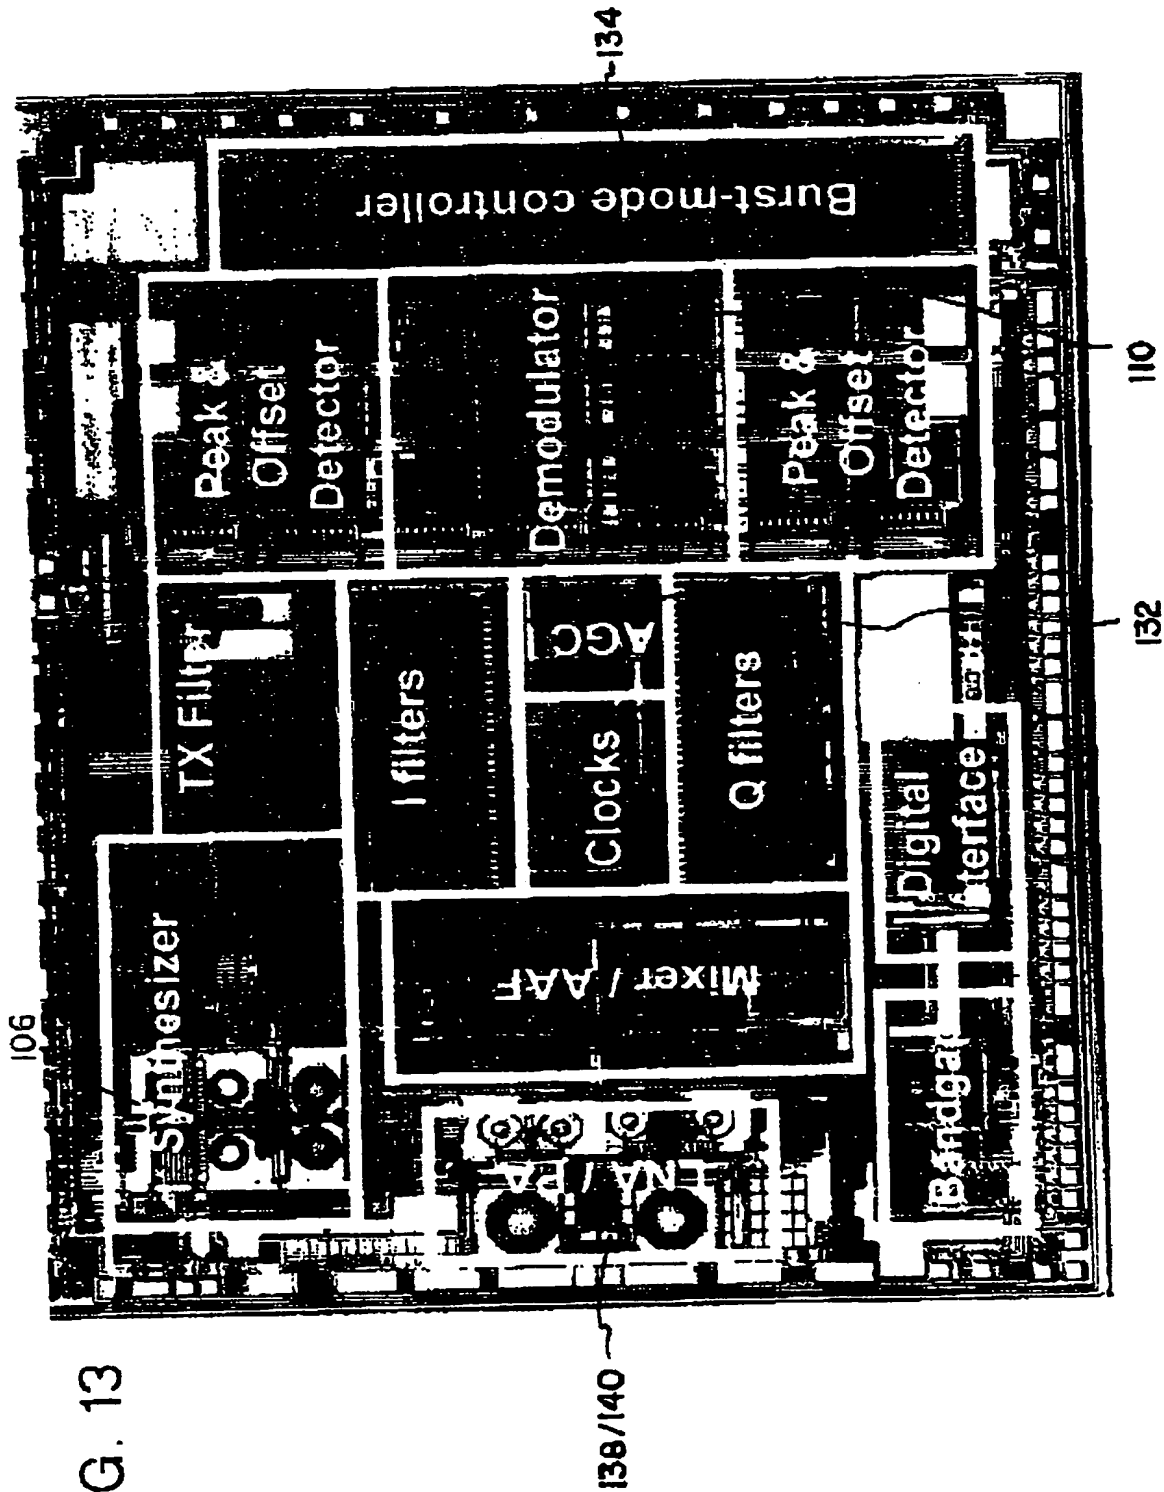 G. 13
106
134
110
132
138/140
Synthesizer
TX Filter
Peak &
Offset
Detector
I filters
Demodulator
Burst-mode controller
Clocks
AGC
Mixer / AAF
Q filters
Peak &
Offset
Detector
LNA / PA
Bandgap
Digital
nterface